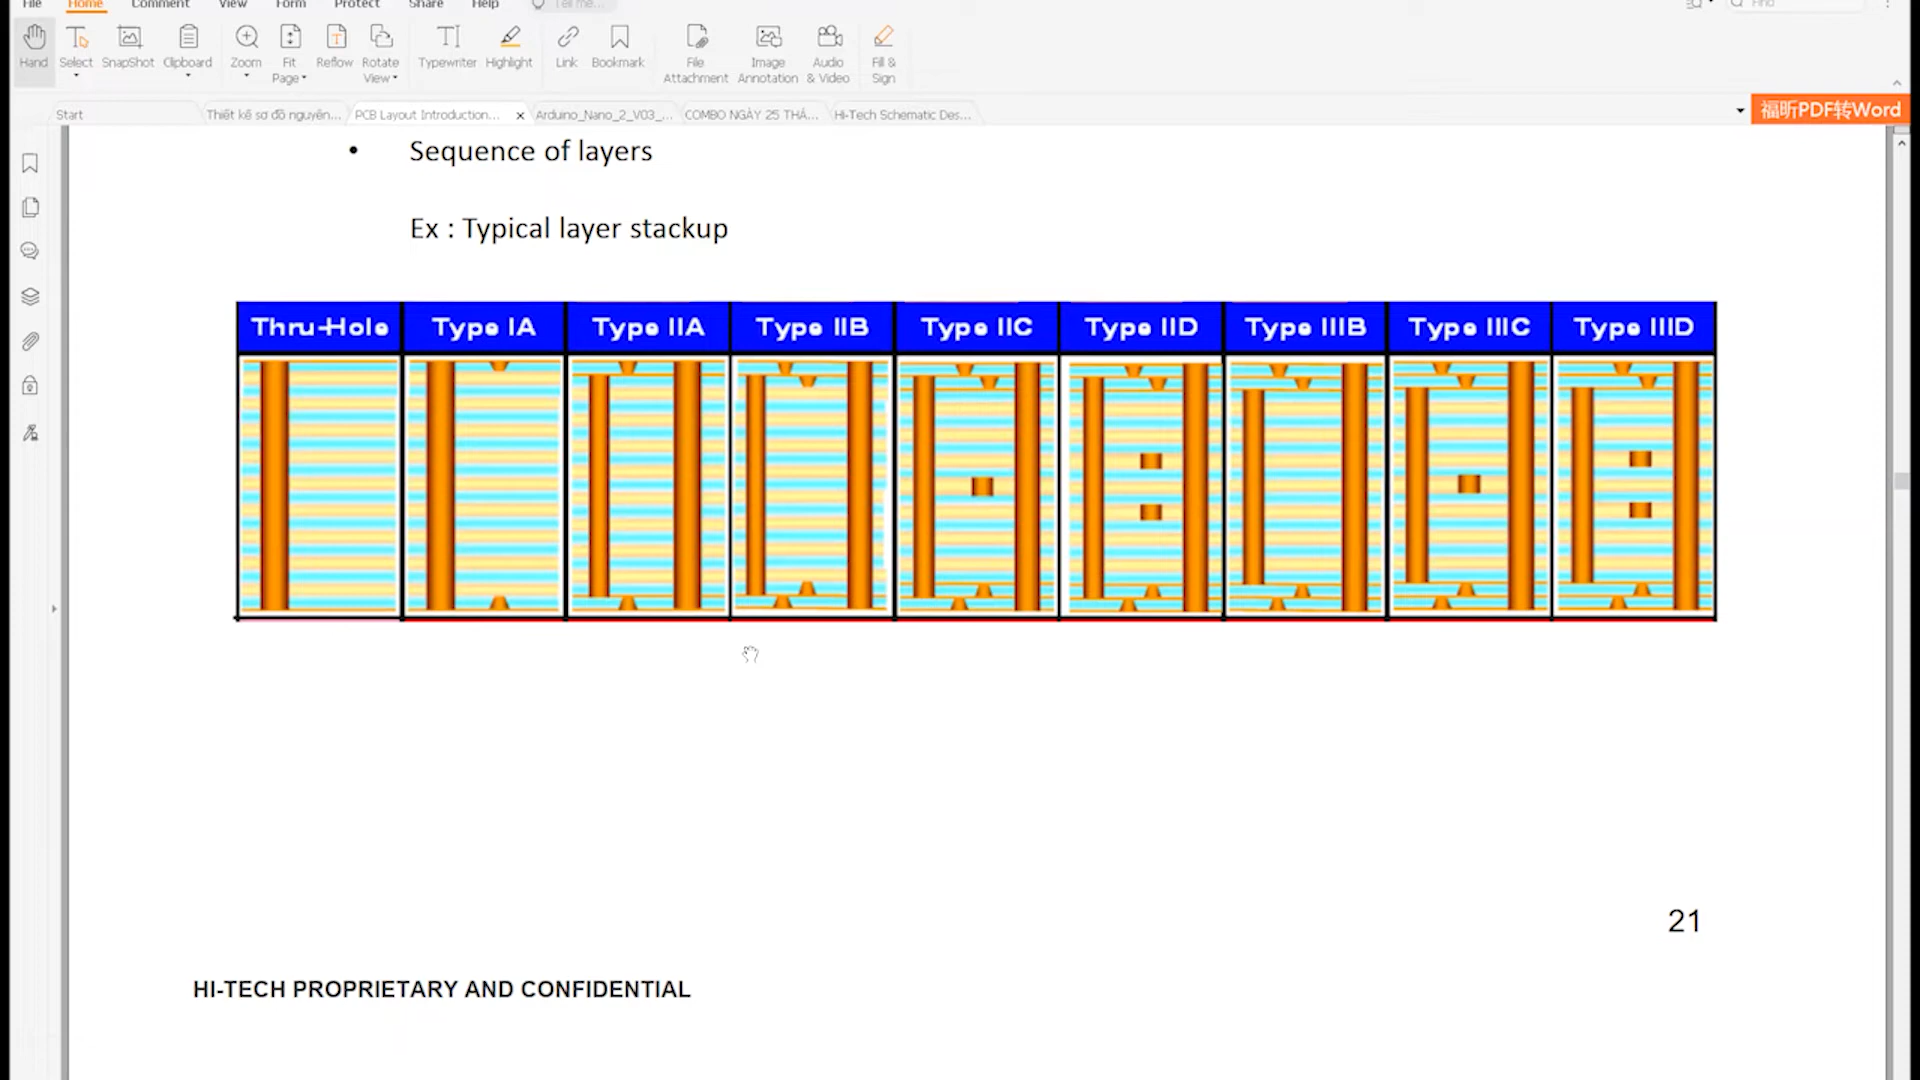 File Home Comment View Form Protect Share Help Tell me... Find
Hand Select SnapShot Clipboard Zoom Fit Page Reflow Rotate View Typewriter Highlight Link Bookmark File Attachment Image Annotation Audio & Video Fill & Sign
Start Thiết kế sơ đồ nguyên... PCB Layout Introduction... Arduino_Nano_2_V03_... COMBO NGÀY 25 THÁ... Hi-Tech Schematic Des... 福昕PDF转Word
• Sequence of layers
Ex : Typical layer stackup
Thru-Hole Type IA Type IIA Type IIB Type IIC Type IID Type IIIB Type IIIC Type IIID
21
HI-TECH PROPRIETARY AND CONFIDENTIAL